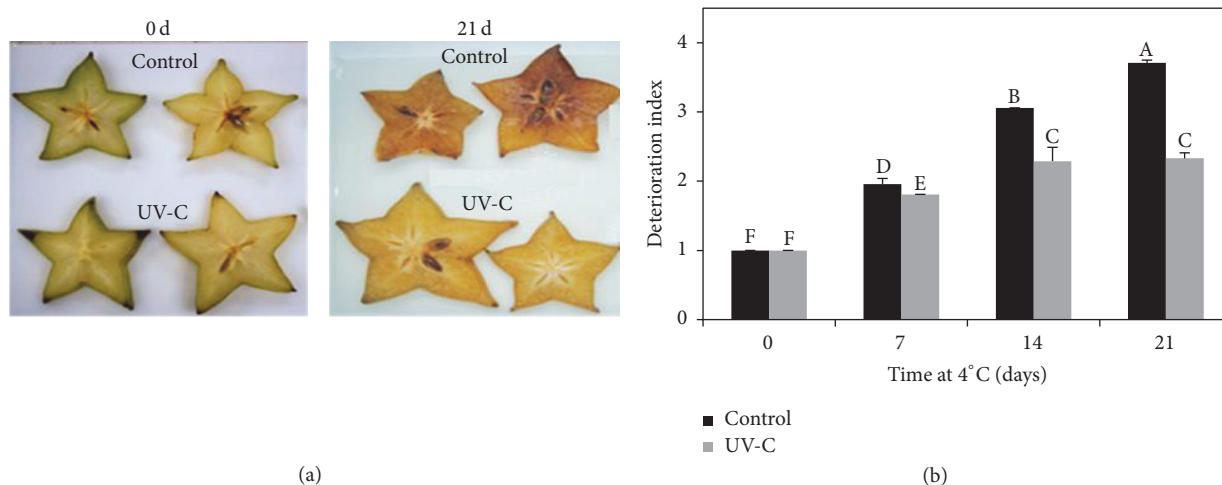 0 d
21 d
Control
Control
UV-C
UV-C
(a)
Deterioration index
4
3
2
1
0
F F
D E
B C
A C
0 7 14 21
Time at 4°C (days)
Control
UV-C
(b)